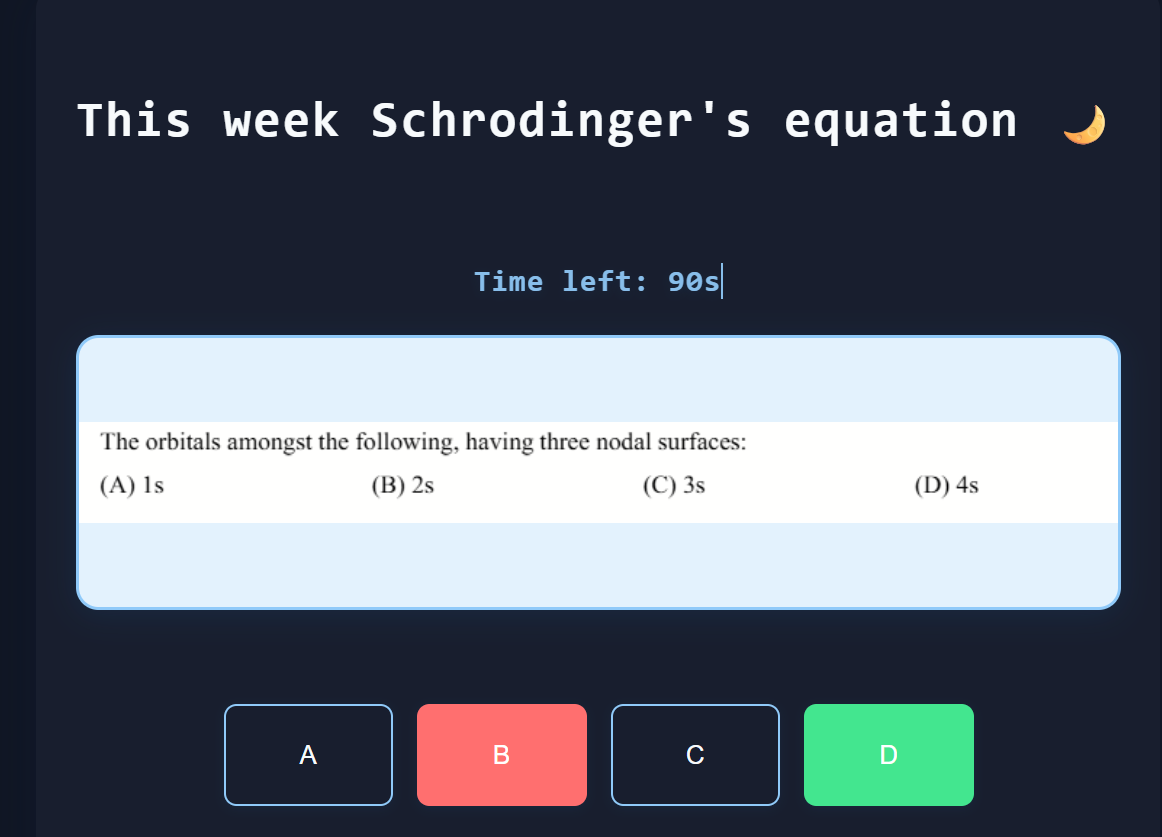 This week Schrodinger's equation 🌙
Time left: 90s
The orbitals amongst the following, having three nodal surfaces:
(A) 1s (B) 2s (C) 3s (D) 4s
A B C D